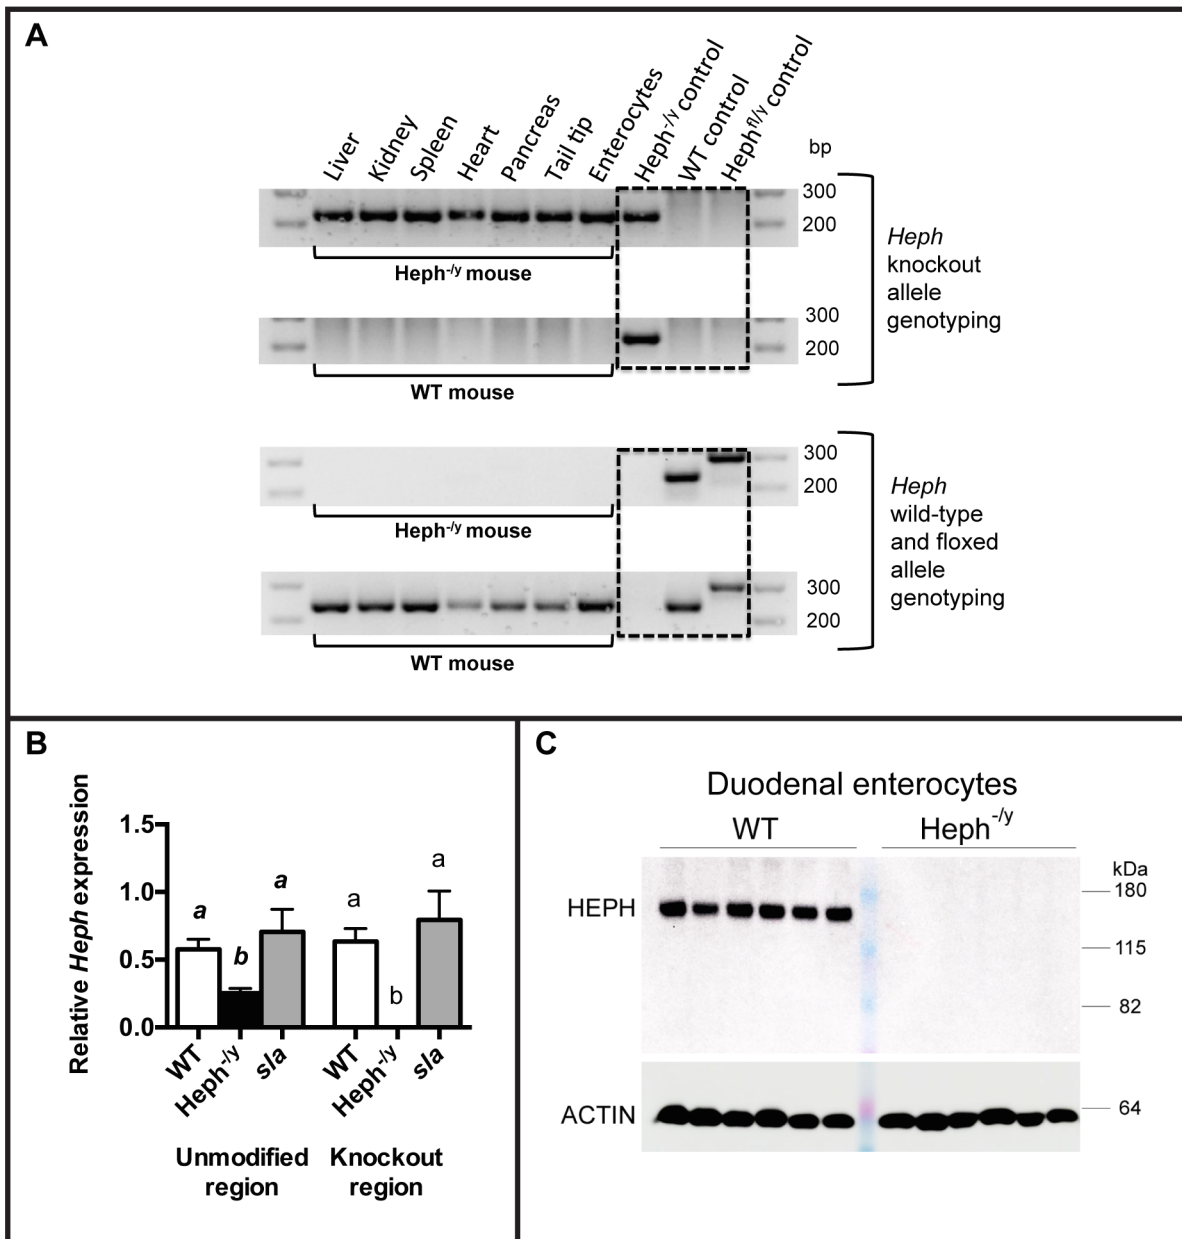 A
Liver
Kidney
Spleen
Heart
Pancreas
Tail tip
Enterocytes
Heph-/y control
WT control
Hephfl/y control
bp
300
200
Heph-/y mouse
300
200
WT mouse
Heph
knockout
allele
genotyping
300
200
Heph-/y mouse
300
200
WT mouse
Heph
wild-type
and floxed
allele
genotyping
B
Relative Heph expression
1.5
1.0
0.5
0.0
a
b
a
a
b
a
WT
Heph-/y
sla
WT
Heph-/y
sla
Unmodified
region
Knockout
region
C
Duodenal enterocytes
WT
Heph-/y
kDa
HEPH
180
115
82
ACTIN
64